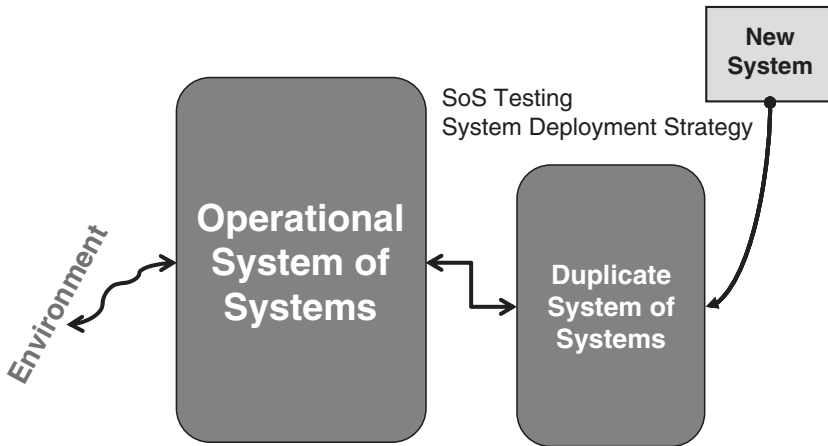 New
System
SoS Testing
System Deployment Strategy
Operational
System of
Systems
Duplicate
System of
Systems
Environment